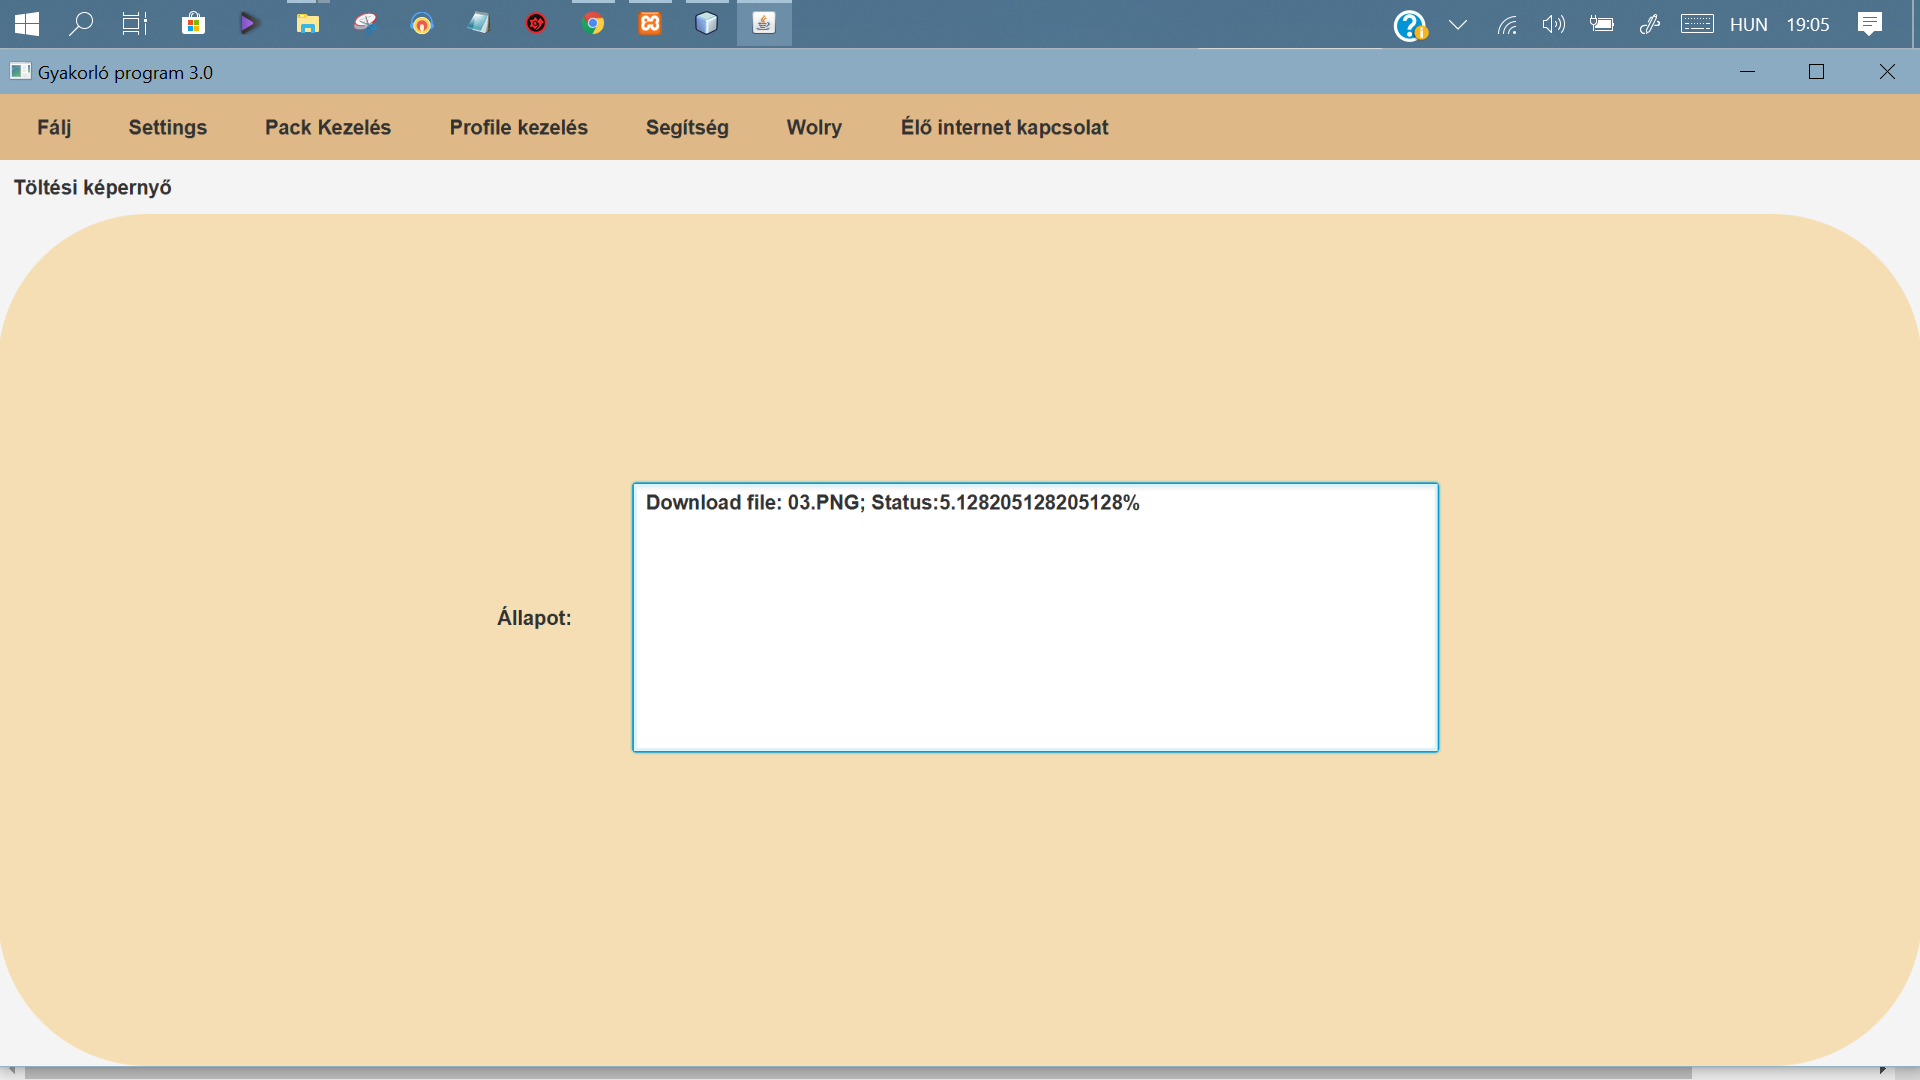 HUN 19:05
Gyakorló program 3.0
Fálj Settings Pack Kezelés Profile kezelés Segítség Wolry Élő internet kapcsolat
Töltési képernyő
Download file: 03.PNG; Status:5.128205128205128%
Állapot: